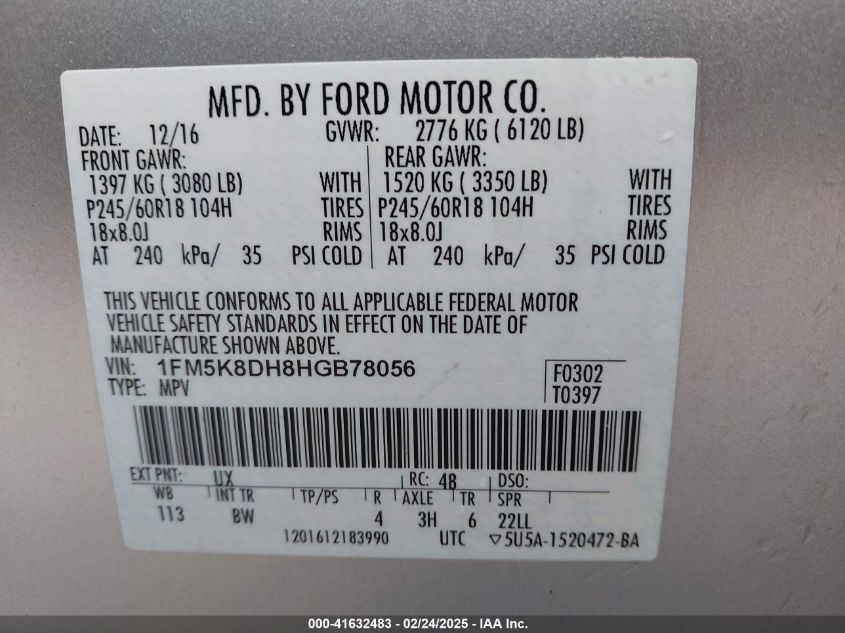 MFD. BY FORD MOTOR CO.
DATE: 12/16 GVWR: 2776 KG ( 6120 LB)
FRONT GAWR: REAR GAWR:
1397 KG ( 3080 LB) WITH 1520 KG ( 3350 LB) WITH
P245/60R18 104H TIRES P245/60R18 104H TIRES
18x8.0J RIMS 18x8.0J RIMS
AT 240 kPa/ 35 PSI COLD AT 240 kPa/ 35 PSI COLD
THIS VEHICLE CONFORMS TO ALL APPLICABLE FEDERAL MOTOR
VEHICLE SAFETY STANDARDS IN EFFECT ON THE DATE OF
MANUFACTURE SHOWN ABOVE.
VIN: 1FM5K8DH8HGB78056 F0302
TYPE: MPV T0397
EXT PNT: UX RC: 48 DSO:
WB INT TR TP/PS R AXLE TR SPR
113 BW 4 3H 6 22LL
1201612183990 UTC ▽5U5A-1520472-BA
000-41632483 - 02/24/2025 - IAA Inc.